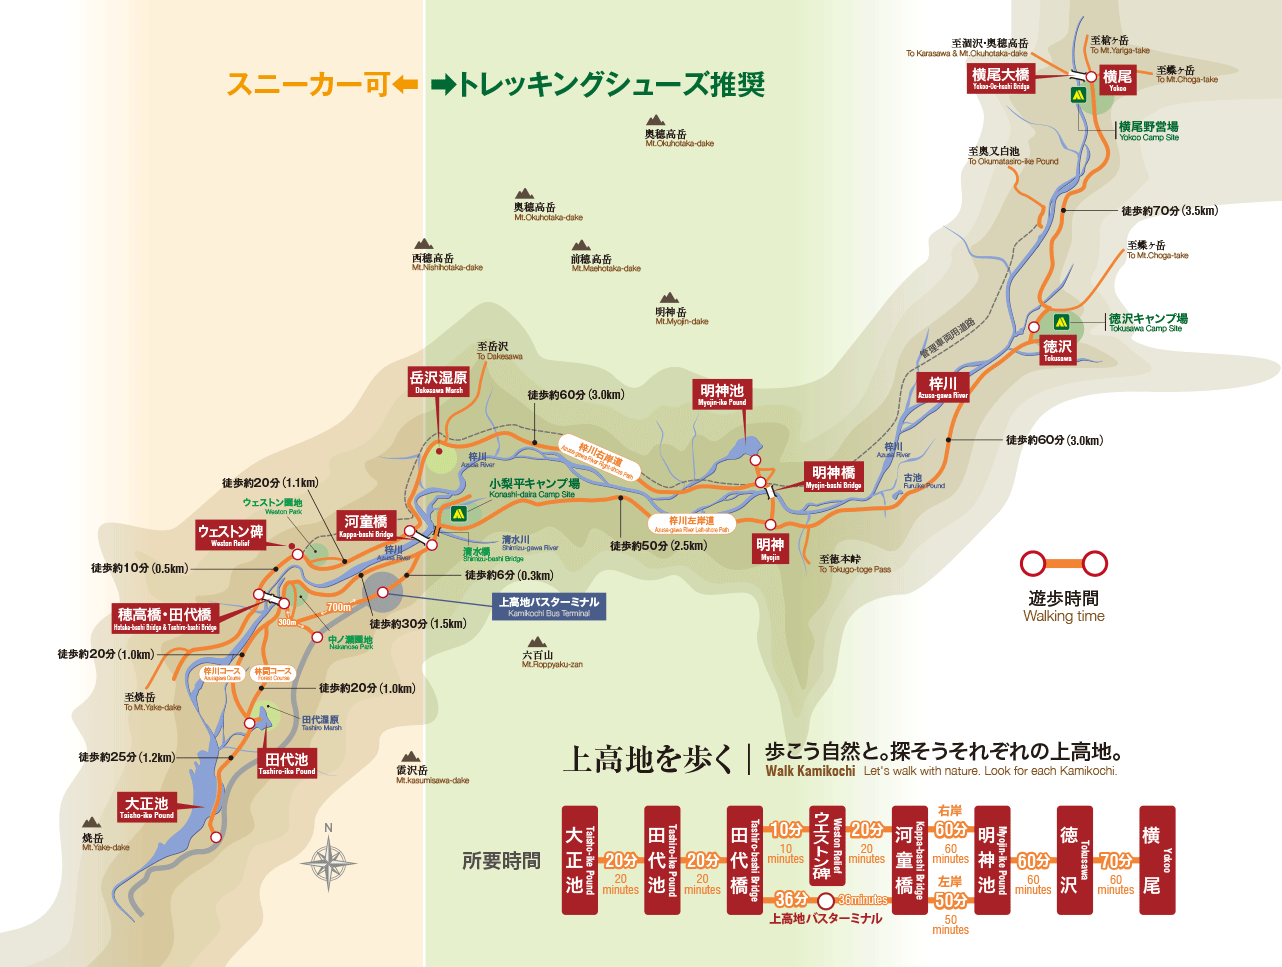 スニーカー可
トレッキングシューズ推奨
奥穂高岳
Mt.Okuhotaka-dake
奥穂高岳
Mt.Okuhotaka-dake
西穂高岳
Mt.Nishihotaka-dake
前穂高岳
Mt.Maehotaka-dake
明神岳
Mt.Myojin-dake
至涸沢・奥穂高岳
To Karasawa & Mt.Okuhotaka-dake
至槍ヶ岳
To Mt.Yariga-take
横尾大橋
Yokoo-Oo-hashi Bridge
横尾
Yokoo
至蝶ヶ岳
To Mt.Choga-take
横尾野営場
Yokoo Camp Site
至奥又白池
To Okumatasiro-ike Pound
徒歩約70分(3.5km)
至蝶ヶ岳
To Mt.Choga-take
管理車両用道路
徳沢キャンプ場
Tokusawa Camp Site
徳沢
Tokusawa
梓川
Azusa-gawa River
徒歩約60分(3.0km)
梓川
Azusa River
古池
Furuike Pound
至岳沢
To Dakesawa
岳沢湿原
Dakesawa Marsh
徒歩約60分(3.0km)
明神池
Myojin-ike Pound
梓川右岸道
Azusa-gawa River Right-shore Path
梓川
Azusa River
明神橋
Myojin-bashi Bridge
小梨平キャンプ場
Konashi-daira Camp Site
梓川左岸道
Azusa-gawa River Left-shore Path
徒歩約50分(2.5km)
明神
Myojin
至徳本峠
To Tokugo-toge Pass
徒歩約20分(1.1km)
ウェストン園地
Weston Park
ウェストン碑
Weston Relief
河童橋
Kappa-bashi Bridge
梓川
Azusa River
清水川
Shimizu-gawa River
清水橋
Shimizu-bashi Bridge
徒歩約10分(0.5km)
徒歩約6分(0.3km)
穂高橋・田代橋
Hotaka-bashi Bridge & Tashiro-bashi Bridge
700m
300m
上高地バスターミナル
Kamikochi Bus Terminal
徒歩約30分(1.5km)
中ノ瀬園地
Nakanose Park
徒歩約20分(1.0km)
梓川コース
Azusagawa Course
林間コース
Forest Course
徒歩約20分(1.0km)
至焼岳
To Mt.Yake-dake
田代湿原
Tashiro Marsh
田代池
Tashiro-ike Pound
徒歩約25分(1.2km)
大正池
Taisho-ike Pound
焼岳
Mt.Yake-dake
六百山
Mt.Roppyaku-zan
霞沢岳
Mt.kasumisawa-dake
N
遊歩時間
Walking time
上高地を歩く
歩こう自然と。探そうそれぞれの上高地。
Walk Kamikochi Let's walk with nature. Look for each Kamikochi.
所要時間
大正池
Taisho-ike Pound
20分
20
minutes
田代池
Tashiro-ike Pound
20分
20
minutes
田代橋
Tashiro-bashi Bridge
10分
10
minutes
ウエストン碑
Weston Relief
20分
20
minutes
36分
36minutes
上高地バスターミナル
河童橋
Kappa-bashi Bridge
右岸
60分
60
minutes
左岸
50分
50
minutes
明神池
Myojin-ike Pound
60分
60
minutes
徳沢
Tokusawa
70分
60
minutes
横尾
Yokoo